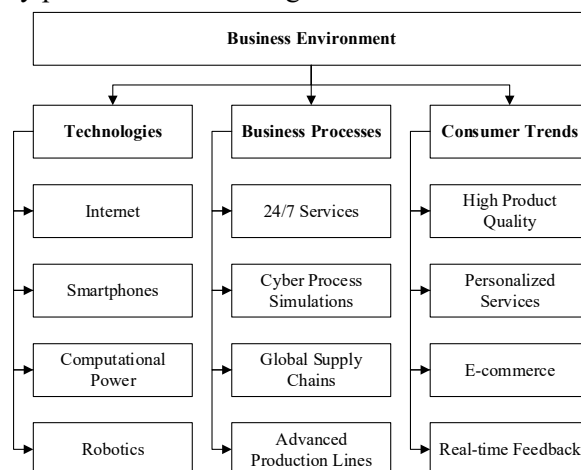 Business Environment
Technologies
Business Processes
Consumer Trends
Internet
24/7 Services
High Product
Quality
Smartphones
Cyber Process
Simulations
Personalized
Services
Computational
Power
Global Supply
Chains
E-commerce
Robotics
Advanced
Production Lines
Real-time Feedback